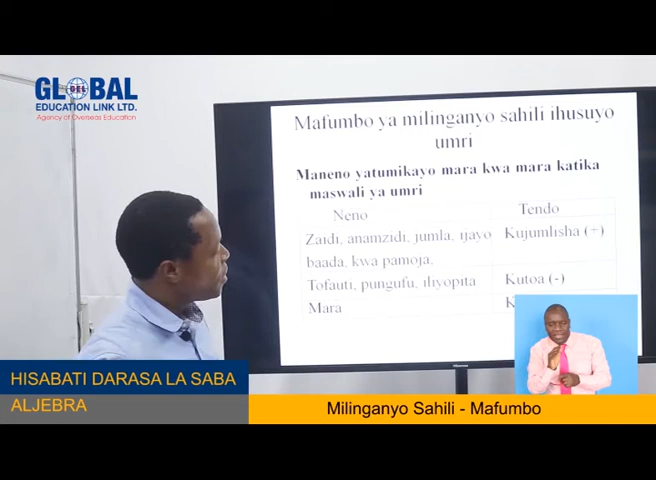 GLOBAL
GEL
EDUCATION LINK LTD.
Agency of Overseas Education
Mafumbo ya milinganyo sahili ihusuyo
umri
Maneno yatumikayo mara kwa mara katika
maswali ya umri
Neno Tendo
Zaidi, anamzidi, jumla, ijayo Kujumlisha (+)
baada, kwa pamoja,
Tofauti, pungufu, iliyopita Kutoa (-)
Mara
HISABATI DARASA LA SABA
ALJEBRA
Milinganyo Sahili - Mafumbo